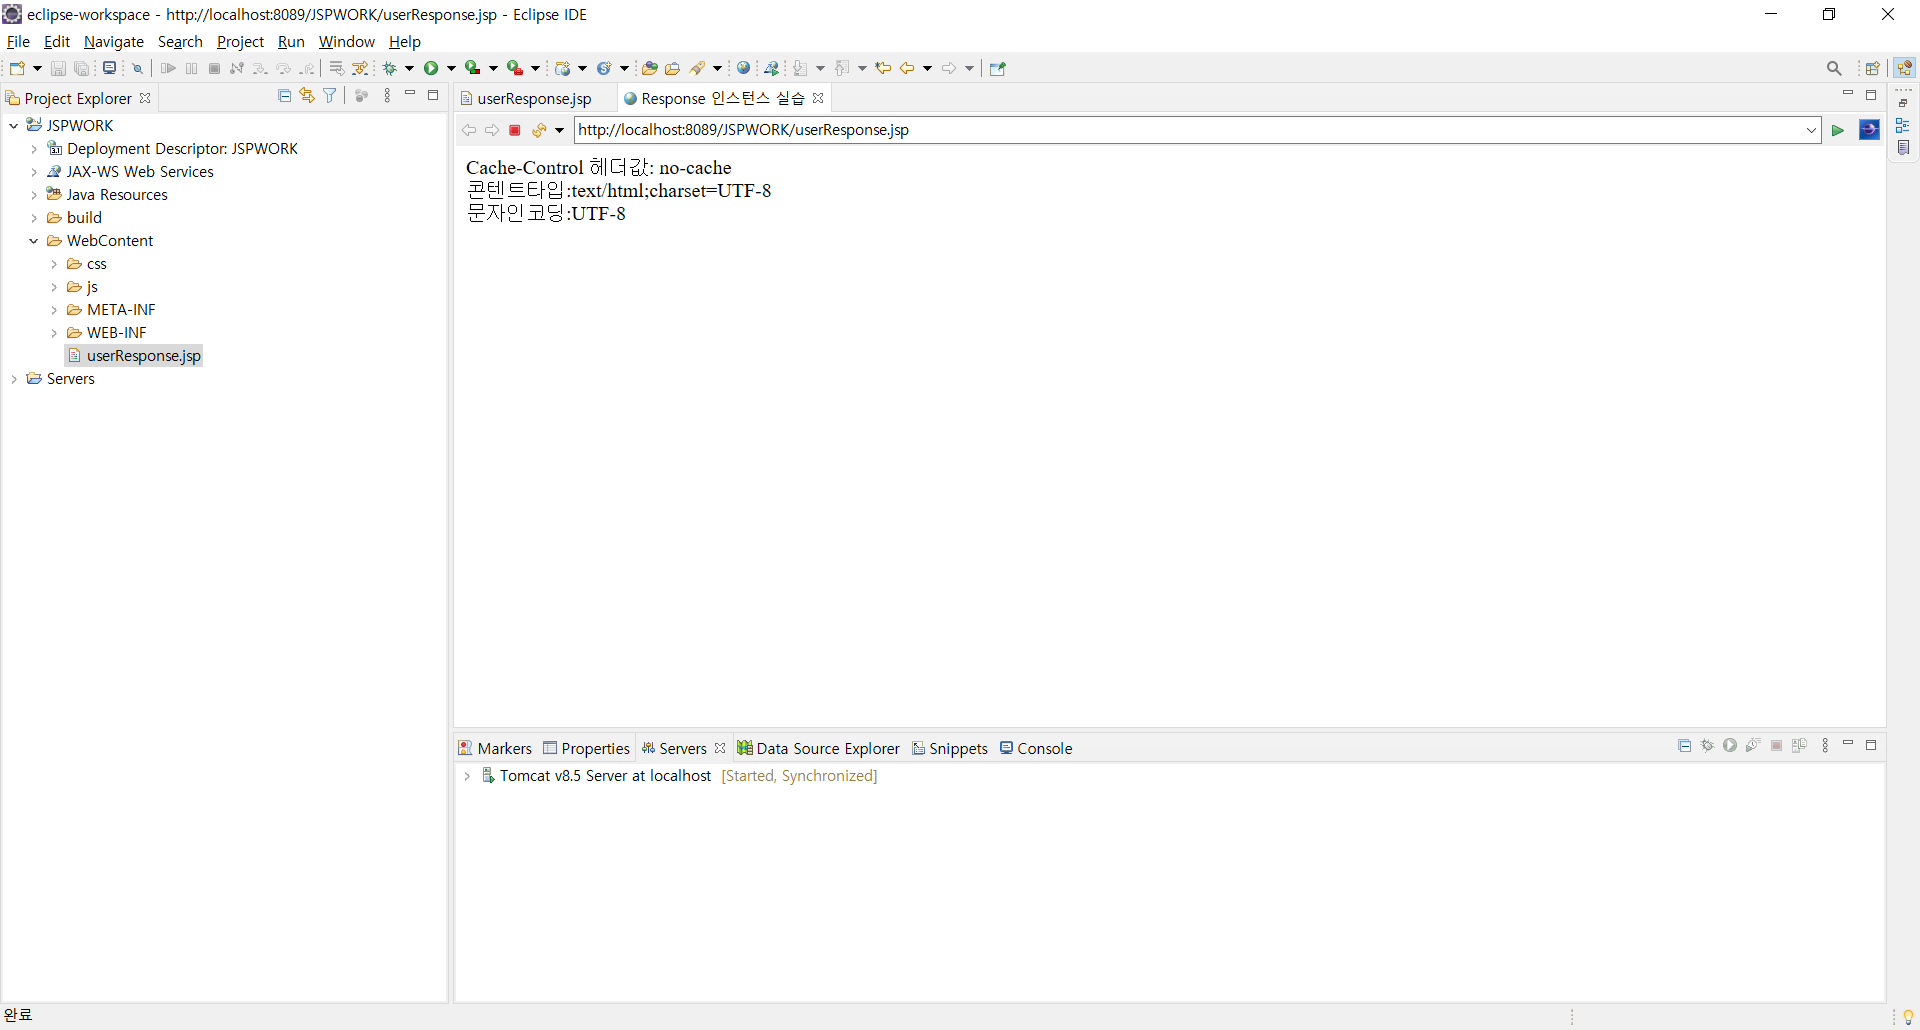 eclipse-workspace - http://localhost:8089/JSPWORK/userResponse.jsp - Eclipse IDE
File Edit Navigate Search Project Run Window Help
Project Explorer
userResponse.jsp
Response 인스턴스 실습
http://localhost:8089/JSPWORK/userResponse.jsp
JSPWORK
Deployment Descriptor: JSPWORK
JAX-WS Web Services
Java Resources
build
WebContent
css
js
META-INF
WEB-INF
userResponse.jsp
Servers
Cache-Control 헤더값: no-cache
콘텐트타입:text/html;charset=UTF-8
문자인코딩:UTF-8
Markers Properties Servers Data Source Explorer Snippets Console
Tomcat v8.5 Server at localhost [Started, Synchronized]
완료